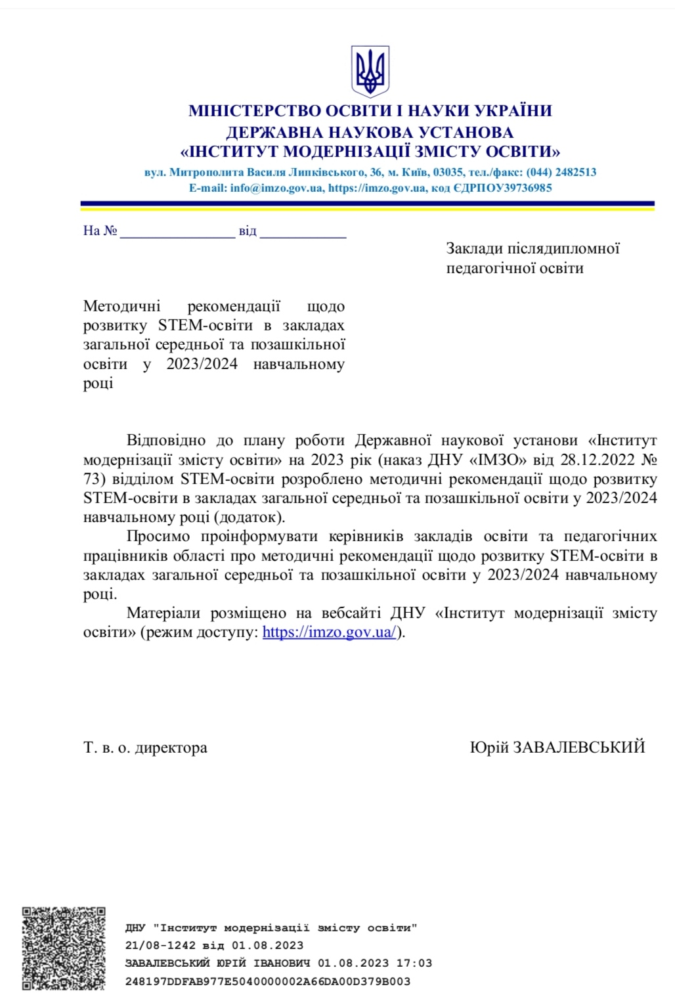 МІНІСТЕРСТВО ОСВІТИ І НАУКИ УКРАЇНИ
ДЕРЖАВНА НАУКОВА УСТАНОВА
«ІНСТИТУТ МОДЕРНІЗАЦІЇ ЗМІСТУ ОСВІТИ»
вул. Митрополита Василя Липківського, 36, м. Київ, 03035, тел./факс: (044) 2482513
E-mail: info@imzo.gov.ua, https://imzo.gov.ua, код ЄДРПОУ39736985
На № ________________ від ____________
Заклади післядипломної
педагогічної освіти
Методичні рекомендації щодо
розвитку STEM-освіти в закладах
загальної середньої та позашкільної
освіти у 2023/2024 навчальному
році
Відповідно до плану роботи Державної наукової установи «Інститут
модернізації змісту освіти» на 2023 рік (наказ ДНУ «ІМЗО» від 28.12.2022 №
73) відділом STEM-освіти розроблено методичні рекомендації щодо розвитку
STEM-освіти в закладах загальної середньої та позашкільної освіти у 2023/2024
навчальному році (додаток).
Просимо проінформувати керівників закладів освіти та педагогічних
працівників області про методичні рекомендації щодо розвитку STEM-освіти в
закладах загальної середньої та позашкільної освіти у 2023/2024 навчальному
році.
Матеріали розміщено на вебсайті ДНУ «Інститут модернізації змісту
освіти» (режим доступу: https://imzo.gov.ua/).
Т. в. о. директора Юрій ЗАВАЛЕВСЬКИЙ
ДНУ "Інститут модернізації змісту освіти"
21/08-1242 від 01.08.2023
ЗАВАЛЕВСЬКИЙ ЮРІЙ ІВАНОВИЧ 01.08.2023 17:03
248197DDFAB977E5040000002A66DA00D379B003